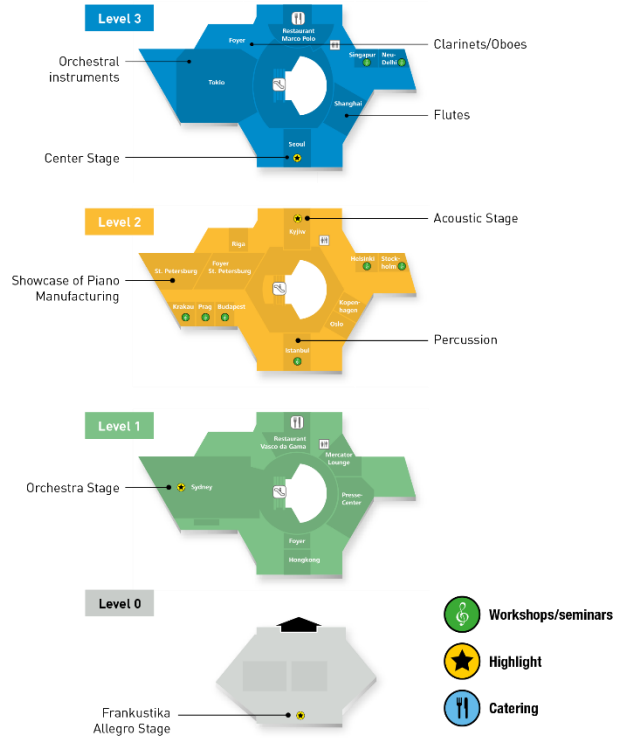 Level 3
Restaurant
Marco Polo
Foyer
Clarinets/Oboes
Orchestral
instruments
Singapur
Neu-
Delhi
Tokio
Shanghai
Flutes
Seoul
Center Stage
Level 2
Acoustic Stage
Kyjiw
Riga
Helsinki
Stock-
holm
Foyer
St. Petersburg
St. Petersburg
Showcase of Piano
Manufacturing
Krakau
Prag
Budapest
Kopen-
hagen
Oslo
Percussion
Istanbul
Level 1
Restaurant
Vasco da Gama
Mercator
Lounge
Orchestra Stage
Sydney
Presse-
Center
Foyer
Hongkong
Level 0
Workshops/seminars
Highlight
Catering
Frankustika
Allegro Stage